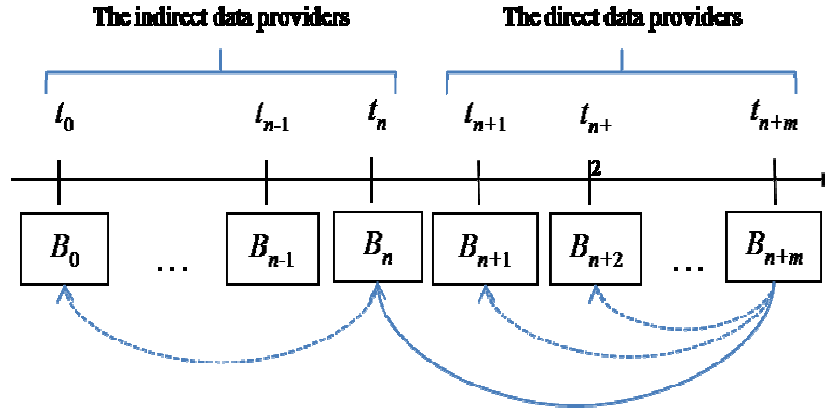 The indirect data providers The direct data providers
t0 tn-1 tn tn+1 tn+ tn+m
2
B0 ... Bn-1 Bn Bn+1 Bn+2 ... Bn+m